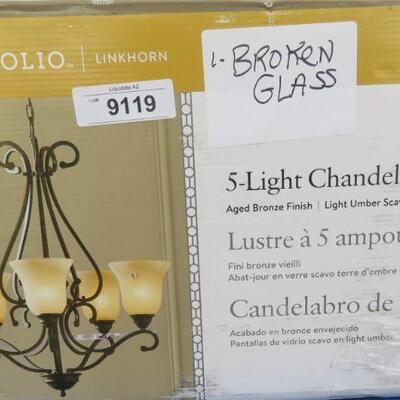 OLIO™ | LINKHORN
Liquidate AZ
Lot# 9119
1- BROKEN
GLASS
5-Light Chandel
Aged Bronze Finish | Light Umber Scav
Lustre à 5 ampou
Fini bronze vieilli
Abat-jour en verre scavo terre d'ombre
Candelabro de
Acabado en bronce envejecido
Pantallas de vidrio scavo en light umber